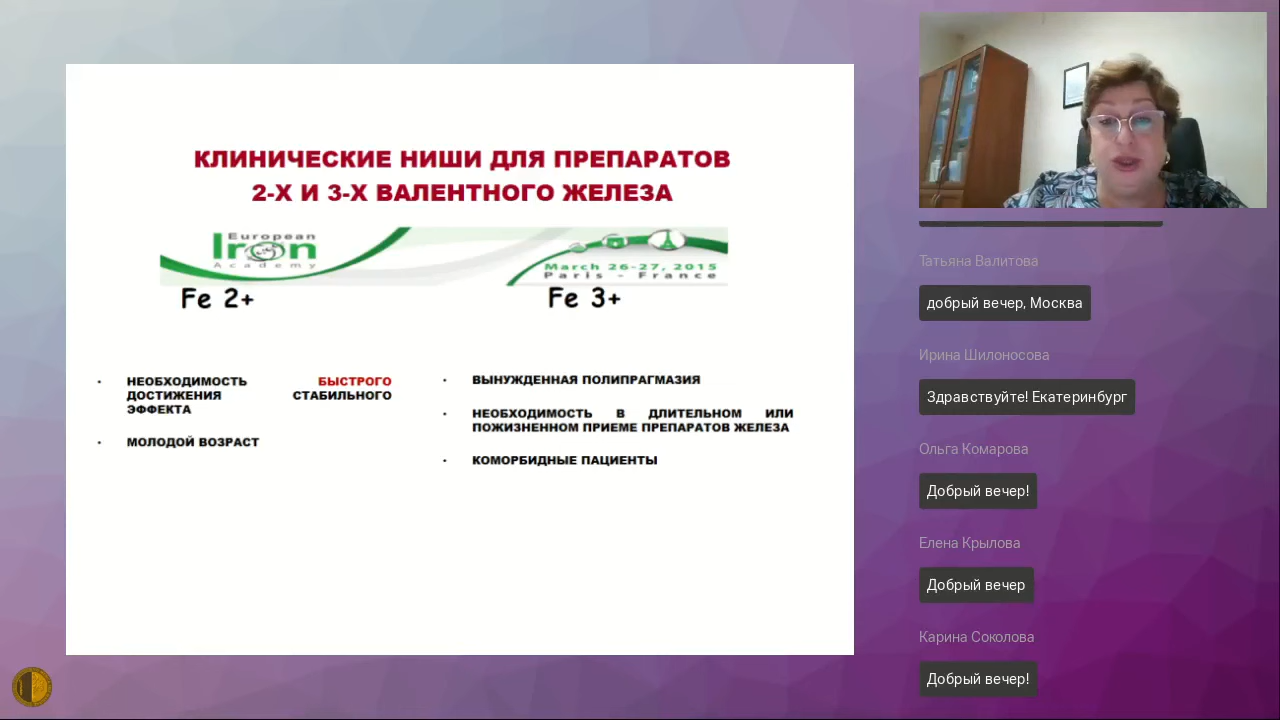 КЛИНИЧЕСКИЕ НИШИ ДЛЯ ПРЕПАРАТОВ
2-Х И 3-Х ВАЛЕНТНОГО ЖЕЛЕЗА
European
Iron
Academy
March 26-27, 2015
Paris - France
Fe 2+
Fe 3+
• НЕОБХОДИМОСТЬ БЫСТРОГО
ДОСТИЖЕНИЯ СТАБИЛЬНОГО
ЭФФЕКТА
• МОЛОДОЙ ВОЗРАСТ
• ВЫНУЖДЕННАЯ ПОЛИПРАГМАЗИЯ
• НЕОБХОДИМОСТЬ В ДЛИТЕЛЬНОМ ИЛИ
ПОЖИЗНЕННОМ ПРИЕМЕ ПРЕПАРАТОВ ЖЕЛЕЗА
• КОМОРБИДНЫЕ ПАЦИЕНТЫ
Татьяна Валитова
добрый вечер, Москва
Ирина Шилоносова
Здравствуйте! Екатеринбург
Ольга Комарова
Добрый вечер!
Елена Крылова
Добрый вечер
Карина Соколова
Добрый вечер!